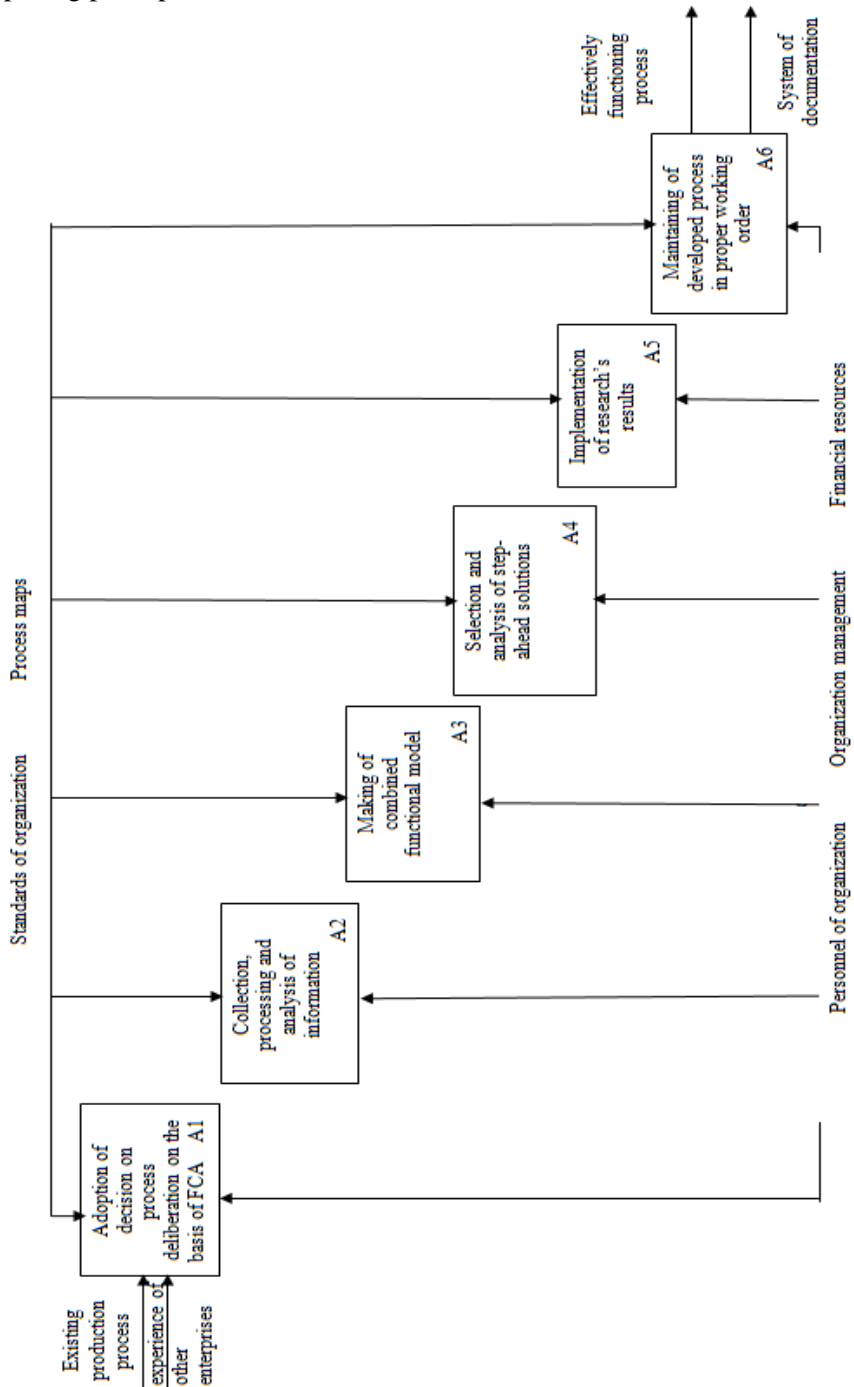 Standards of organization
Process maps
Existing
production
process
experience of
other
enterprises
Adoption of
decision on
process
deliberation on the
basis of FCA A1
Collection,
processing and
analysis of
information
A2
Making of
combined
functional model
A3
Selection and
analysis of step-
ahead solutions
A4
Implementation
of research's
results
A5
Maintaining of
developed process
in proper working
order
A6
Effectively
functioning
process
System of
documentation
Personnel of organization
Organization management
Financial resources